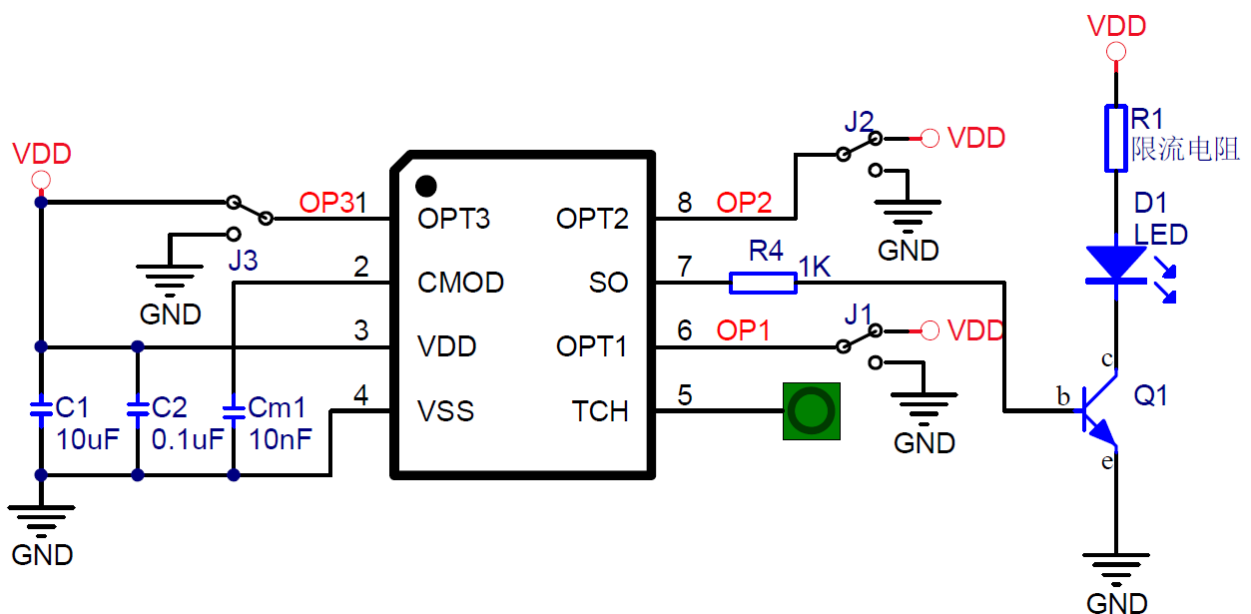 VDD
VDD
R1
限流电阻
J2
VDD
OP3
1
OPT3
OPT2
8
OP2
GND
D1
LED
J3
GND
2
CMOD
SO
7
R4
1K
3
VDD
OPT1
6
OP1
J1
VDD
C1
10uF
C2
0.1uF
Cm1
10nF
4
VSS
TCH
5
GND
c
b
Q1
e
GND
GND